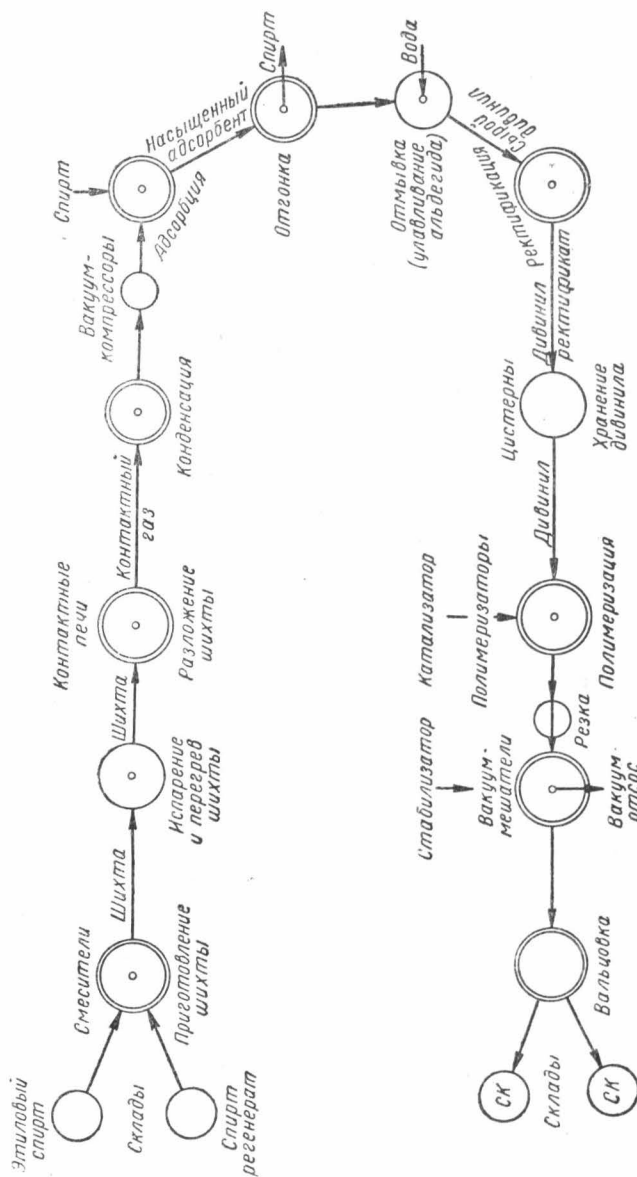 Этиловый
спирт
Склады
Спирт
регенерат
Смесители
Приготовление
шихты
Шихта
Испарение
и перегрев
шихты
Шихта
Контактные
печи
Разложение
шихты
Контактный
газ
Конденсация
Вакуум-
компрессоры
Спирт
Адсорбция
Насыщенный
адсорбент
Спирт
Отгонка
Вода
Отмывка
(улавливание
альдегида)
Сырой
дивинил
ректификация
Дивинил
ректификат
Цистерны
Хранение
дивинила
Дивинил
Катализатор
Полимеризаторы
Полимеризация
Резка
Стабилизатор
Вакуум-
мешатели
Вакуум-
отсос
Вальцовка
СК
Склады
СК